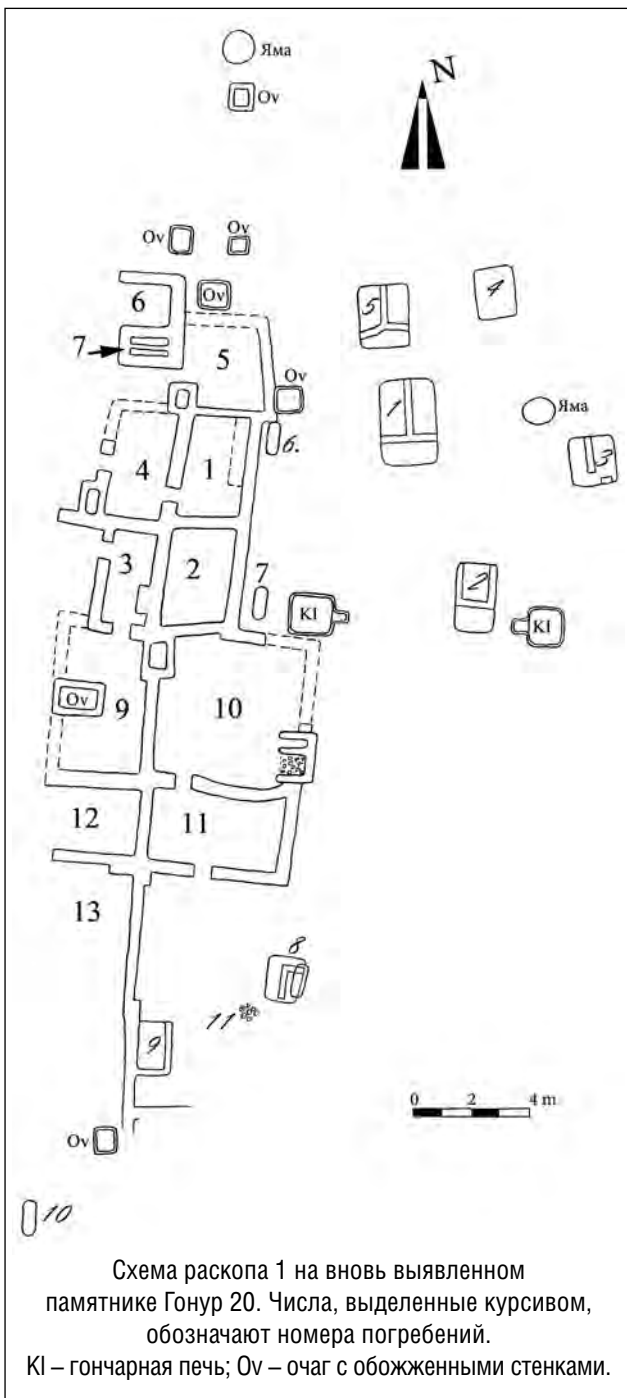 Яма
N
Ov
Ov
Ov
6
Ov
5
4
7
5
Ov
1
Яма
6.
3
4
1
3
2
7
Kl
2
Kl
Ov
9
10
12
11
13
8
11
9
0 2 4 m
Ov
10
Схема раскопа 1 на вновь выявленном
памятнике Гонур 20. Числа, выделенные курсивом,
обозначают номера погребений.
Kl – гончарная печь; Ov – очаг с обожженными стенками.